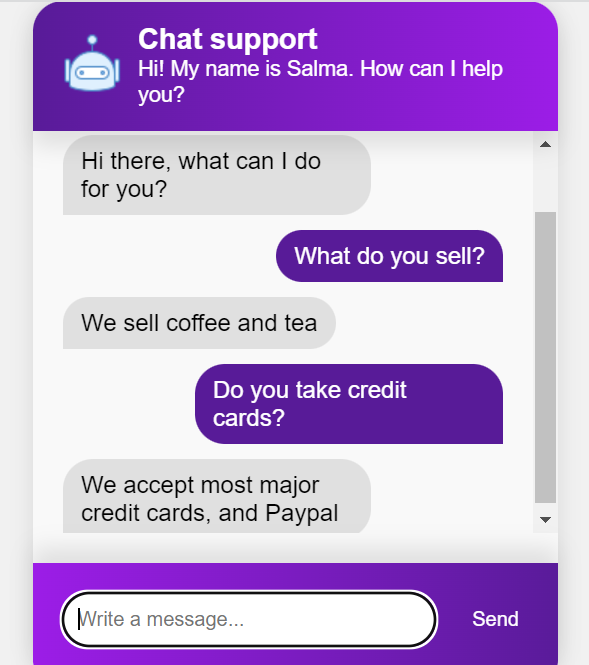 Chat support
Hi! My name is Salma. How can I help
you?
Hi there, what can I do
for you?
What do you sell?
We sell coffee and tea
Do you take credit
cards?
We accept most major
credit cards, and Paypal
Write a message...
Send